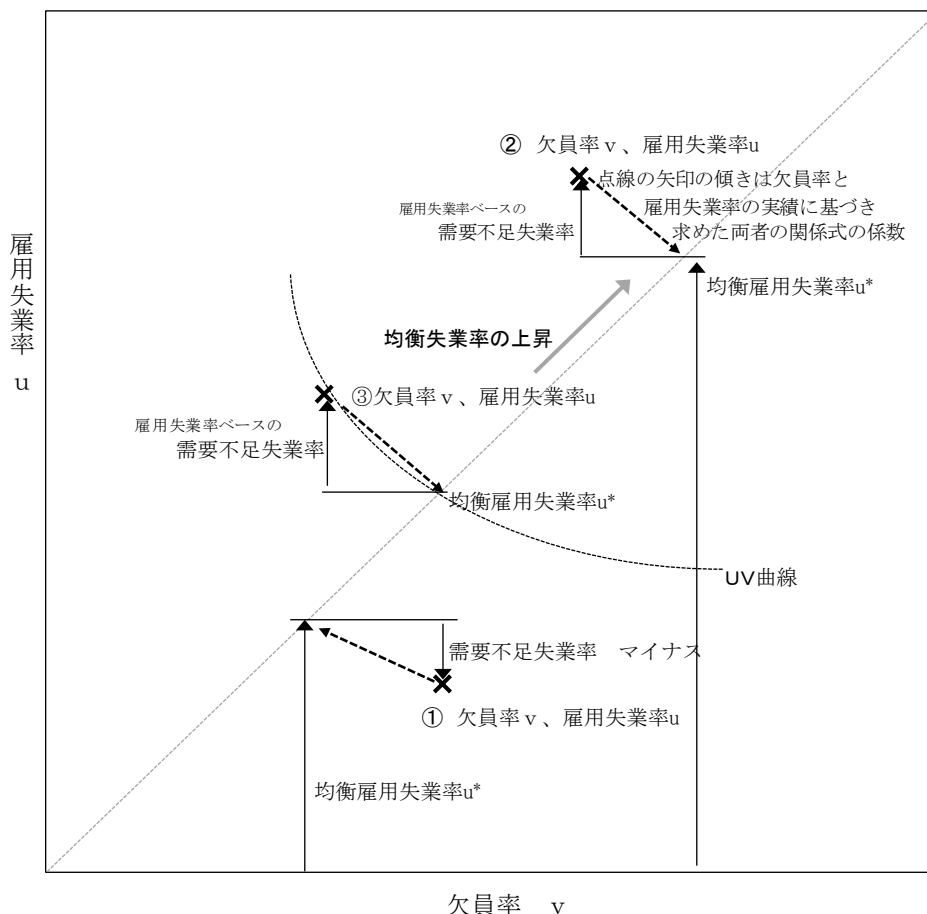 ② 欠員率ｖ、雇用失業率u
点線の矢印の傾きは欠員率と
雇用失業率の実績に基づき
求めた両者の関係式の係数
雇用失業率ベースの
需要不足失業率
均衡雇用失業率u*
雇用失業率 u
均衡失業率の上昇
③欠員率ｖ、雇用失業率u
雇用失業率ベースの
需要不足失業率
均衡雇用失業率u*
UV曲線
需要不足失業率 マイナス
① 欠員率ｖ、雇用失業率u
均衡雇用失業率u*
欠員率 v